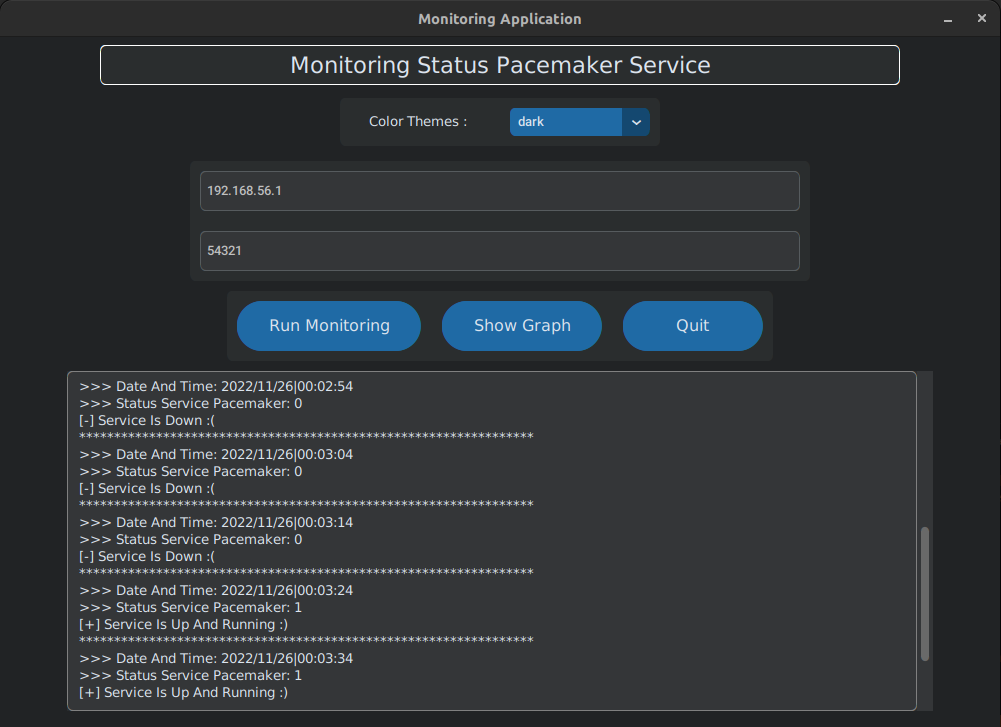 Monitoring Application
Monitoring Status Pacemaker Service
Color Themes :
dark
192.168.56.1
54321
Run Monitoring
Show Graph
Quit
>>> Date And Time: 2022/11/26|00:02:54
>>> Status Service Pacemaker: 0
[-] Service Is Down :(
*****************************************************************
>>> Date And Time: 2022/11/26|00:03:04
>>> Status Service Pacemaker: 0
[-] Service Is Down :(
*****************************************************************
>>> Date And Time: 2022/11/26|00:03:14
>>> Status Service Pacemaker: 0
[-] Service Is Down :(
*****************************************************************
>>> Date And Time: 2022/11/26|00:03:24
>>> Status Service Pacemaker: 1
[+] Service Is Up And Running :)
*****************************************************************
>>> Date And Time: 2022/11/26|00:03:34
>>> Status Service Pacemaker: 1
[+] Service Is Up And Running :)